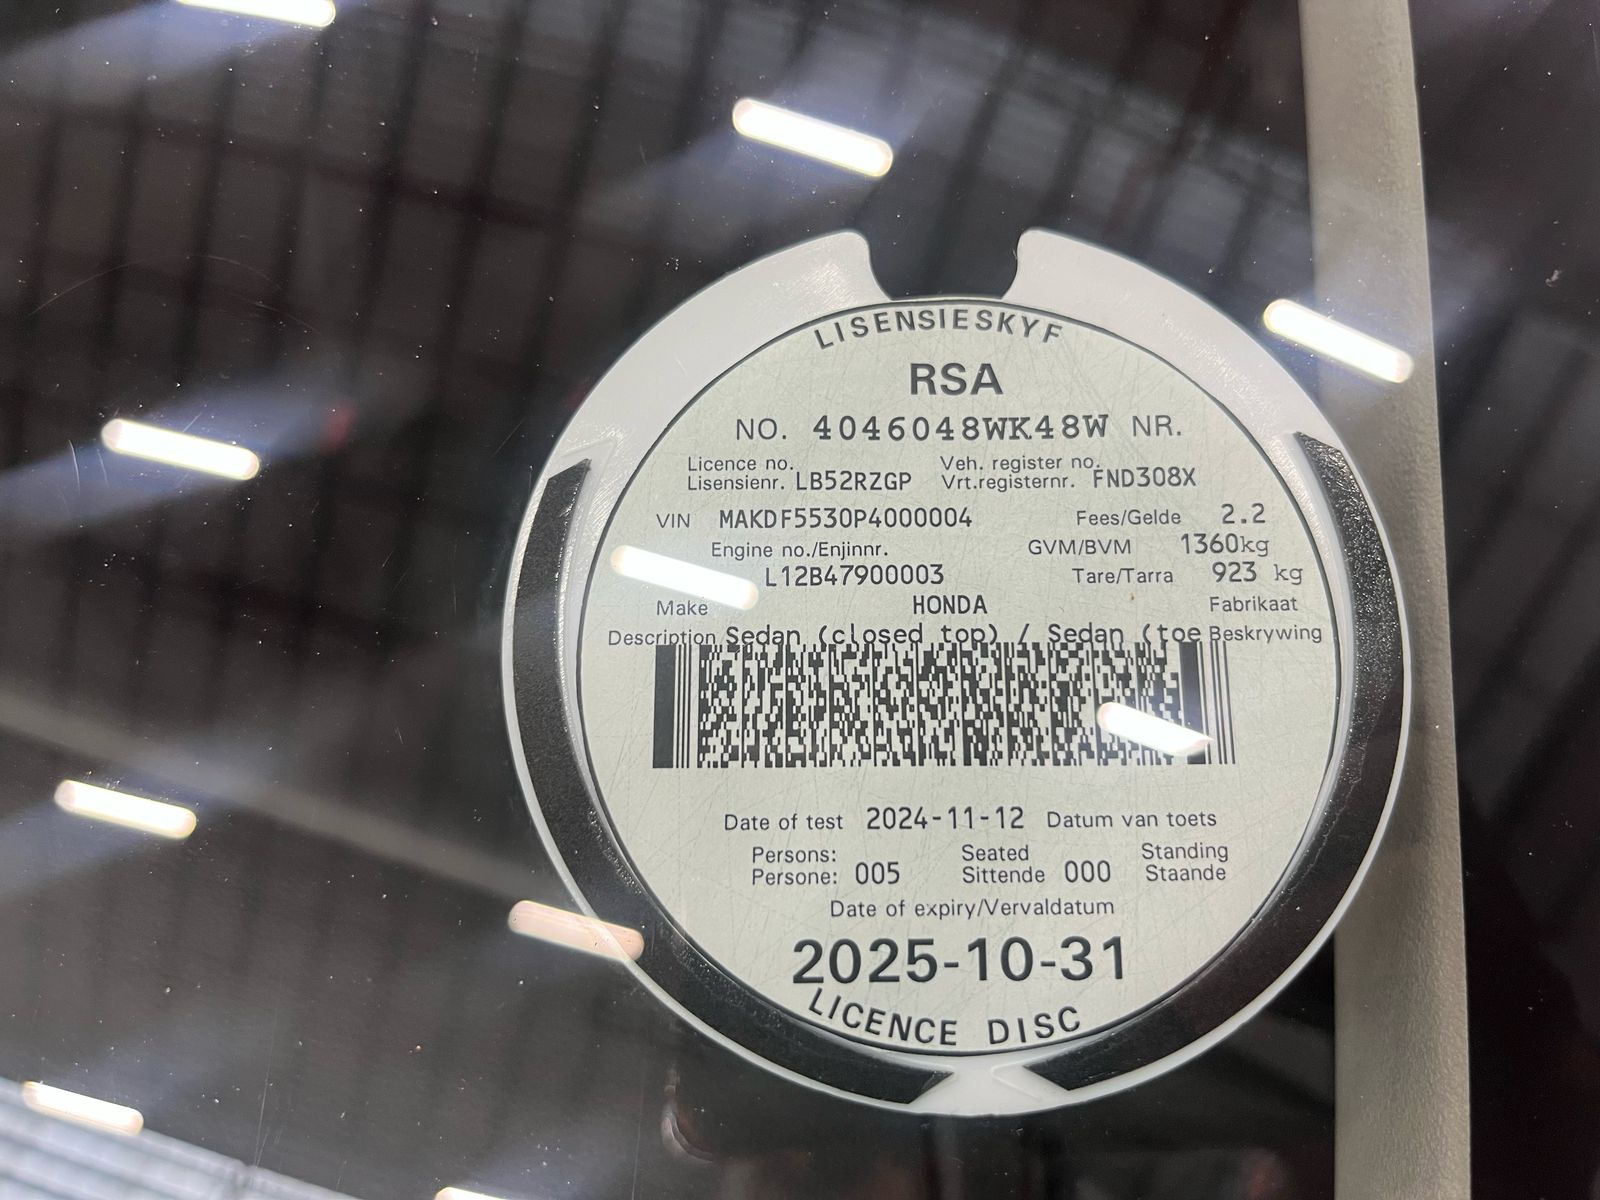 LISENSIESKYF
RSA
NO. 4046048WK48W NR.
Licence no. Veh. register no.
Lisensienr. LB52RZGP Vrt.registernr. FND308X
VIN MAKDF5530P4000004 Fees/Gelde 2.2
Engine no./Enjinnr. GVM/BVM 1360kg
L12B47900003 Tare/Tarra 923 kg
Make HONDA Fabrikaat
Description Sedan (closed top) / Sedan (toe Beskrywing
Date of test 2024-11-12 Datum van toets
Persons: Seated Standing
Persone: 005 Sittende 000 Staande
Date of expiry/Vervaldatum
2025-10-31
LICENCE DISC